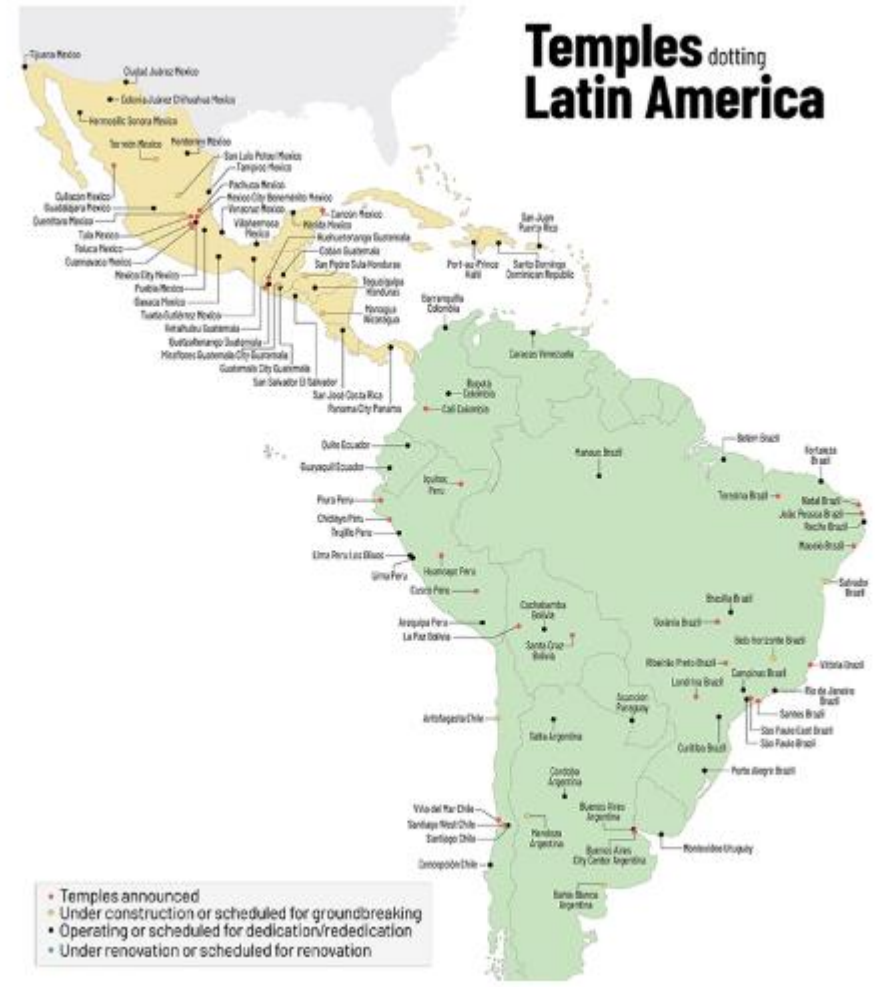 Temples dotting
Latin America
Tijuana Mexico
Ciudad Juárez Mexico
Colonia Juárez Chihuahua Mexico
Hermosillo Sonora Mexico
Torreón Mexico
Monterrey Mexico
San Luis Potosí Mexico
Tampico Mexico
Culiacán Mexico
Pachuca Mexico
Guadalajara Mexico
Mexico City Benemérito Mexico
Querétaro Mexico
Veracruz Mexico
Cancún Mexico
Villahermosa
Mexico
Mérida Mexico
Tula Mexico
Huehuetenango Guatemala
Toluca Mexico
Cobán Guatemala
Cuernavaca Mexico
San Pedro Sula Honduras
Mexico City Mexico
Puebla Mexico
Tegucigalpa
Honduras
Oaxaca Mexico
Tuxtla Gutiérrez Mexico
Managua
Nicaragua
Retalhuleu Guatemala
Quetzaltenango Guatemala
Miraflores Guatemala City Guatemala
Guatemala City Guatemala
San Salvador El Salvador
San José Costa Rica
Panama City Panama
San Juan
Puerto Rico
Port-au-Prince
Haiti
Santo Domingo
Dominican Republic
Barranquilla
Colombia
Caracas Venezuela
Bogotá
Colombia
Cali Colombia
Quito Ecuador
Guayaquil Ecuador
Manaus Brazil
Belém Brazil
Fortaleza
Brazil
Iquitos
Peru
Teresina Brazil
Natal Brazil
Piura Peru
João Pessoa Brazil
Chiclayo Peru
Recife Brazil
Trujillo Peru
Maceió Brazil
Lima Peru Los Olivos
Lima Peru
Huancayo Peru
Cusco Peru
Salvador
Brazil
Brasília Brazil
Cochabamba
Bolivia
Arequipa Peru
Goiânia Brazil
La Paz Bolivia
Santa Cruz
Bolivia
Belo Horizonte Brazil
Ribeirão Preto Brazil
Vitória Brazil
Campinas Brazil
Londrina Brazil
Rio de Janeiro
Brazil
Asunción
Paraguay
Santos Brazil
Antofagasta Chile
São Paulo East Brazil
Salta Argentina
São Paulo Brazil
Curitiba Brazil
Porto Alegre Brazil
Córdoba
Argentina
Viña del Mar Chile
Buenos Aires
Argentina
Santiago West Chile
Santiago Chile
Mendoza
Argentina
Buenos Aires
City Center Argentina
Montevideo Uruguay
Concepción Chile
Bahía Blanca
Argentina
Temples announced
Under construction or scheduled for groundbreaking
Operating or scheduled for dedication/rededication
Under renovation or scheduled for renovation